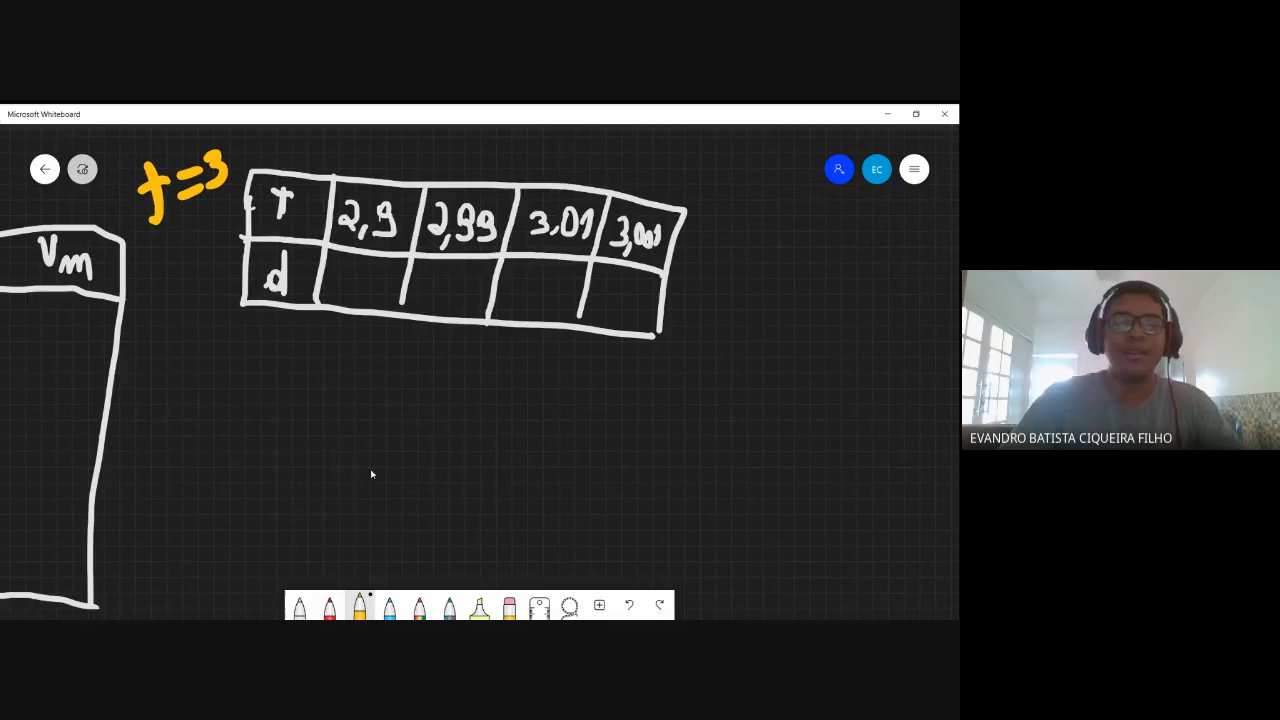 Microsoft Whiteboard
EC
t=3
t 2,9 2,99 3,01 3,001
d
Vm
EVANDRO BATISTA CIQUEIRA FILHO